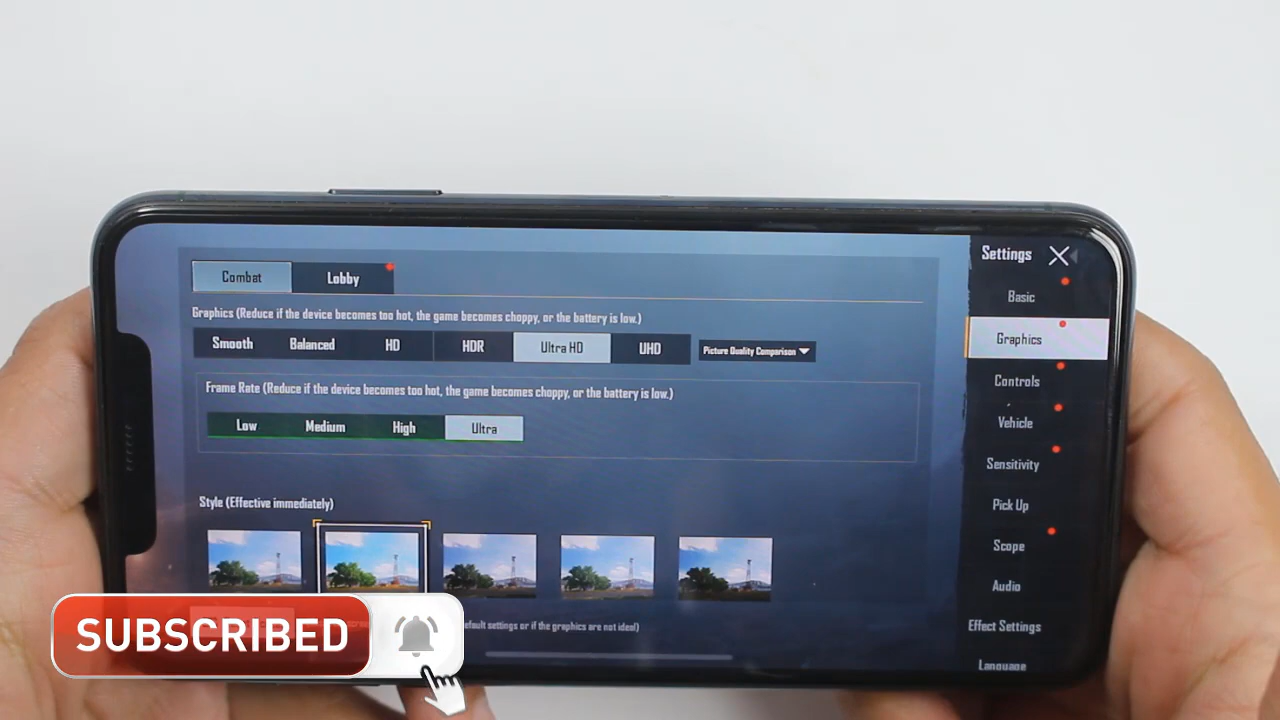 Settings
Combat
Lobby
Basic
Graphics (Reduce if the device becomes too hot, the game becomes choppy, or the battery is low.)
Smooth
Balanced
HD
HDR
Ultra HD
UHD
Picture Quality Comparison
Graphics
Frame Rate (Reduce if the device becomes too hot, the game becomes choppy, or the battery is low.)
Controls
Low
Medium
High
Ultra
Vehicle
Sensitivity
Style (Effective immediately)
Pick Up
Scope
Audio
efault settings or if the graphics are not ideal)
Effect Settings
Language
SUBSCRIBED